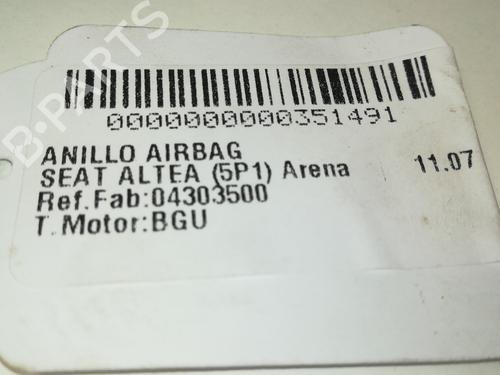 B-PARTS
0000000000351491
ANILLO AIRBAG
SEAT ALTEA (5P1) Arena 11.07
Ref.Fab:04303500
T.Motor:BGU